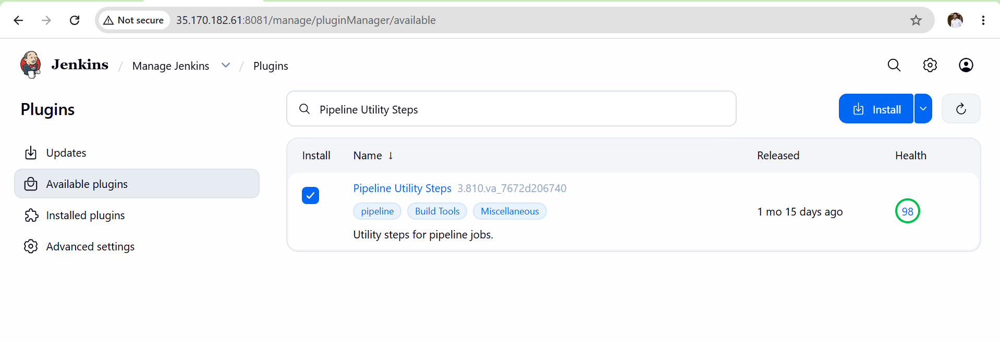 Not secure 35.170.182.61:8081/manage/pluginManager/available
Jenkins / Manage Jenkins / Plugins
Plugins
Pipeline Utility Steps
Install
Updates
Available plugins
Installed plugins
Advanced settings
Install Name ↓ Released Health
Pipeline Utility Steps 3.810.va_7672d206740
pipeline Build Tools Miscellaneous
1 mo 15 days ago 98
Utility steps for pipeline jobs.